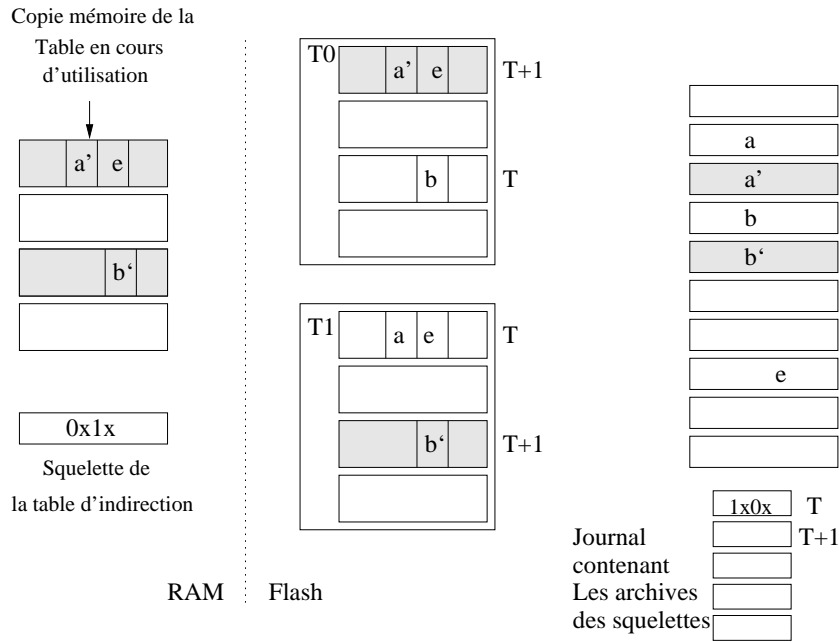 Copie mémoire de la
Table en cours
d’utilisation
a’ e
b‘
0x1x
Squelette de
la table d’indirection
RAM
Flash
T0
a’ e
T+1
b
T
T1
a e
T
b‘
T+1
a
a’
b
b‘
e
1x0x
T
T+1
Journal
contenant
Les archives
des squelettes